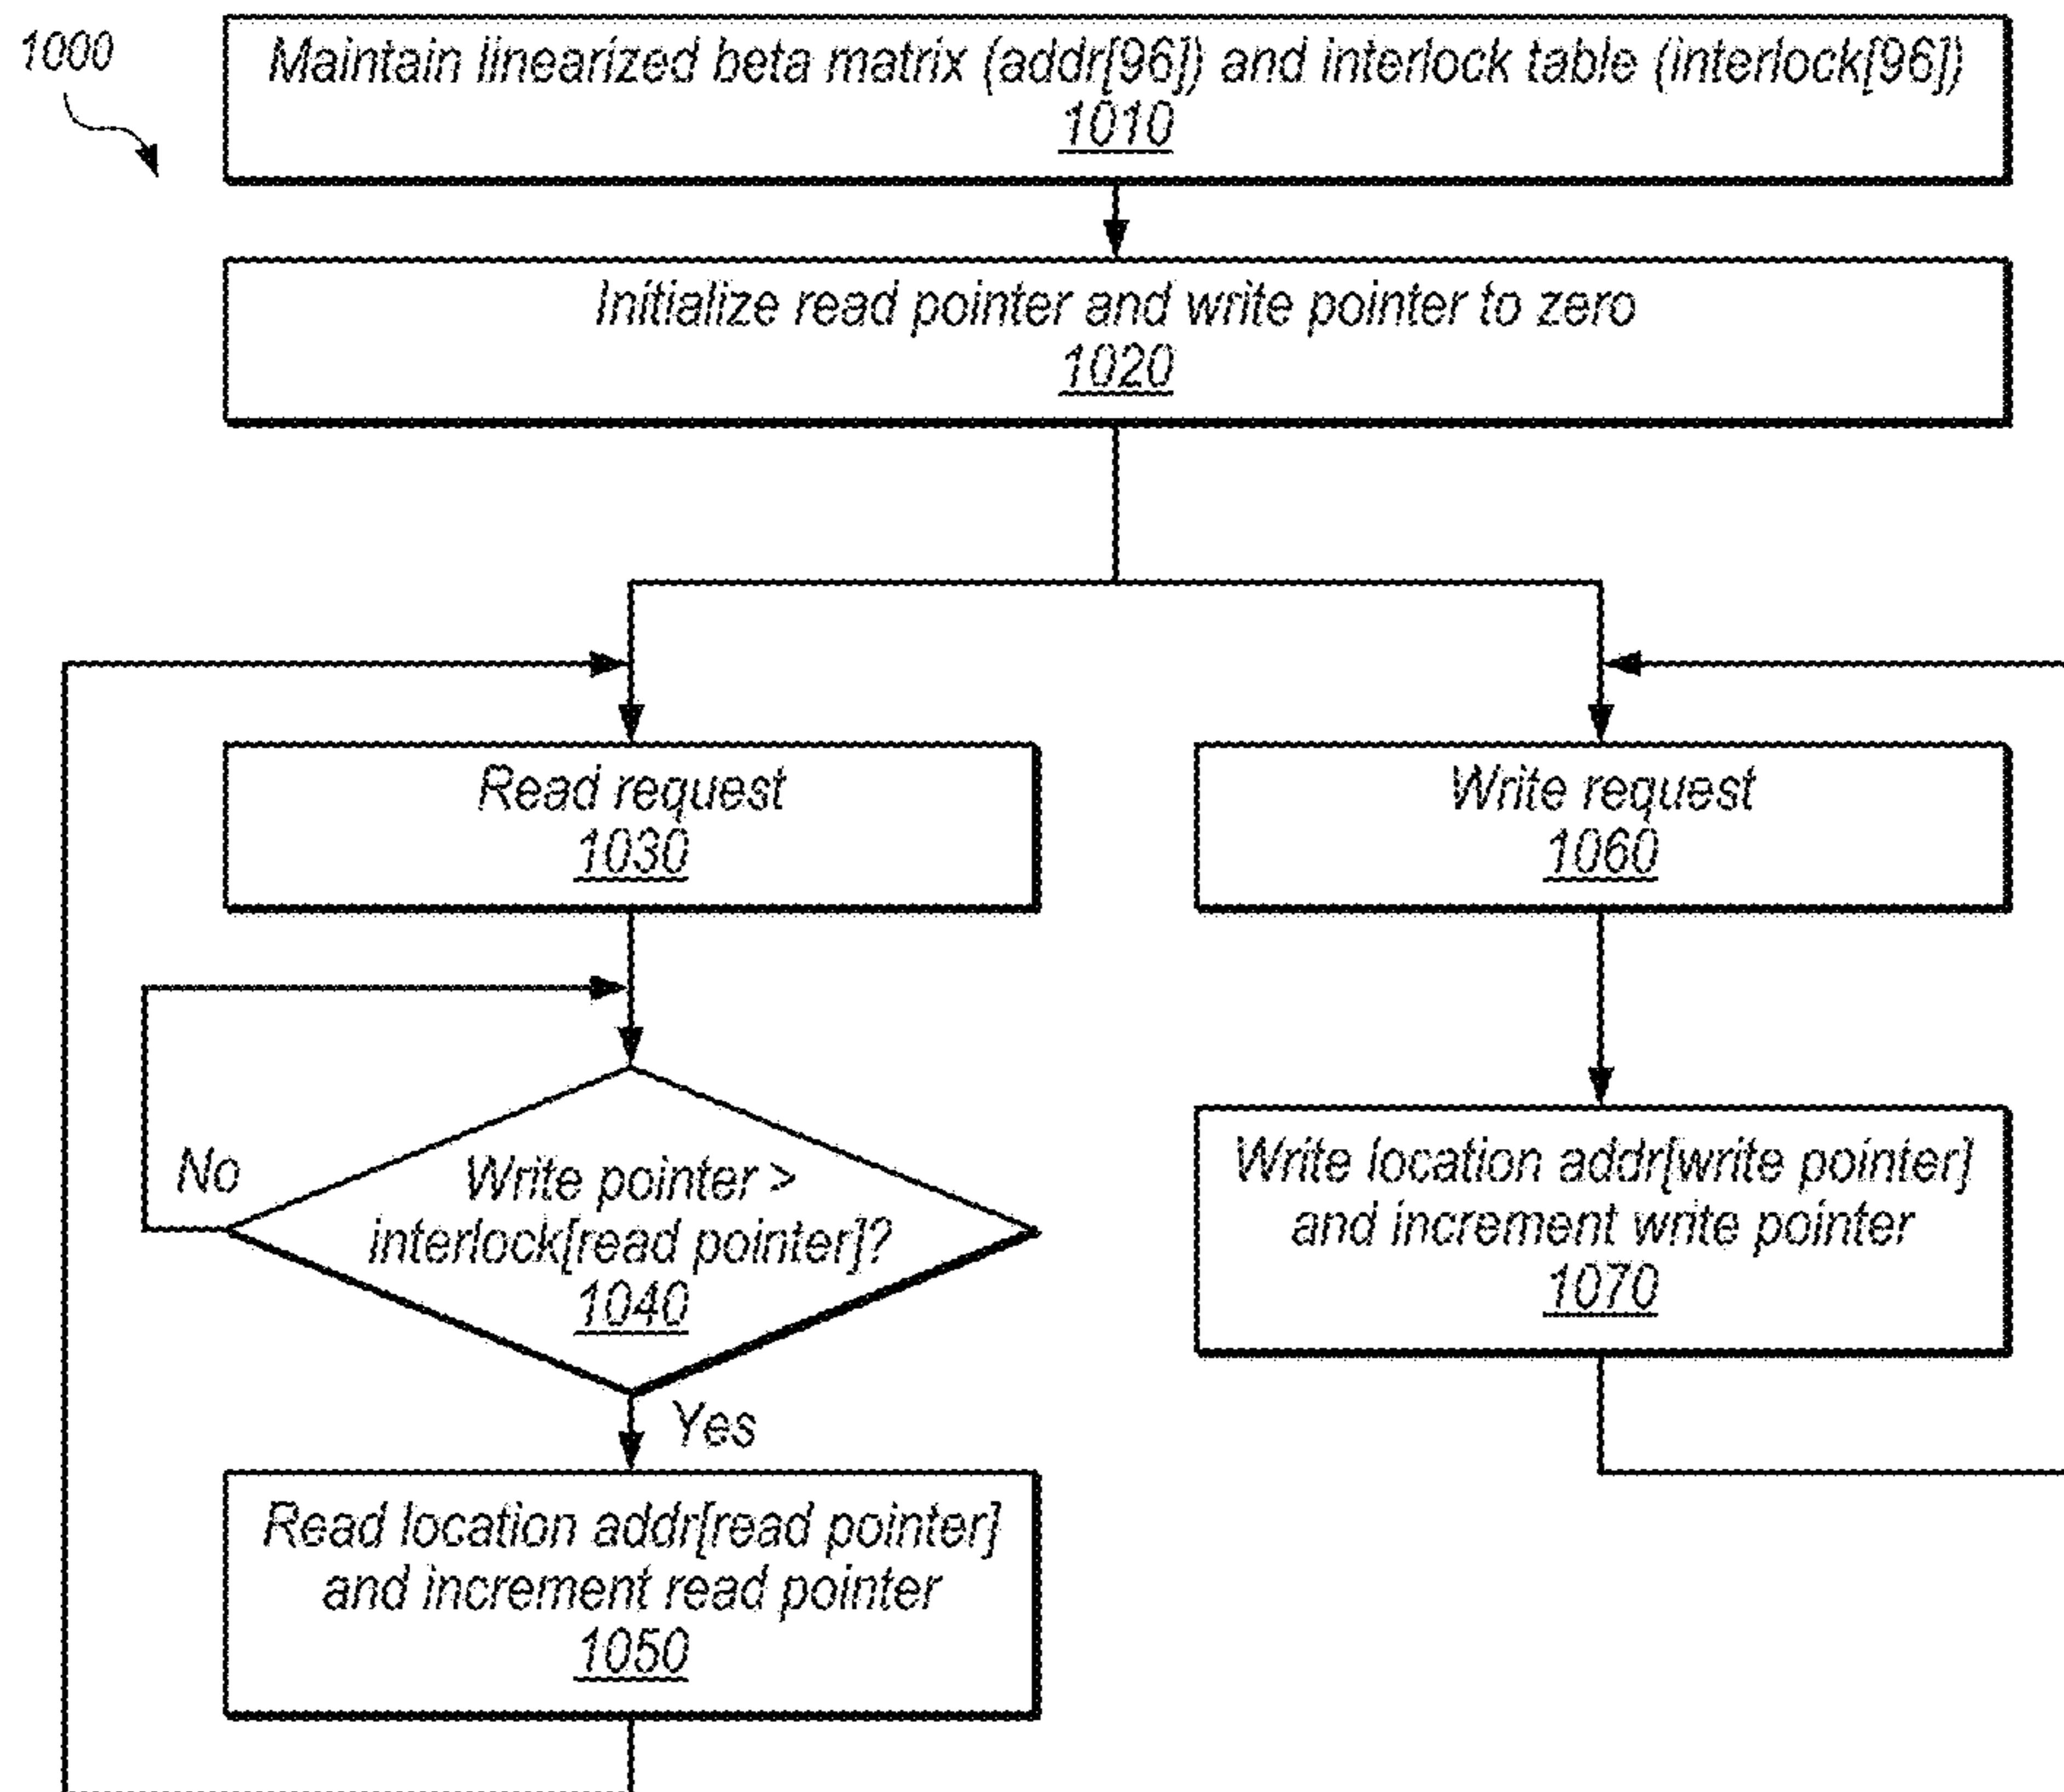 1000
Maintain linearized beta matrix (addr[96]) and interlock table (interlock[96])
1010
Initialize read pointer and write pointer to zero
1020
Read request
1030
Write request
1060
No
Write pointer >
interlock[read pointer]?
1040
Yes
Write location addr[write pointer]
and increment write pointer
1070
Read location addr[read pointer]
and increment read pointer
1050